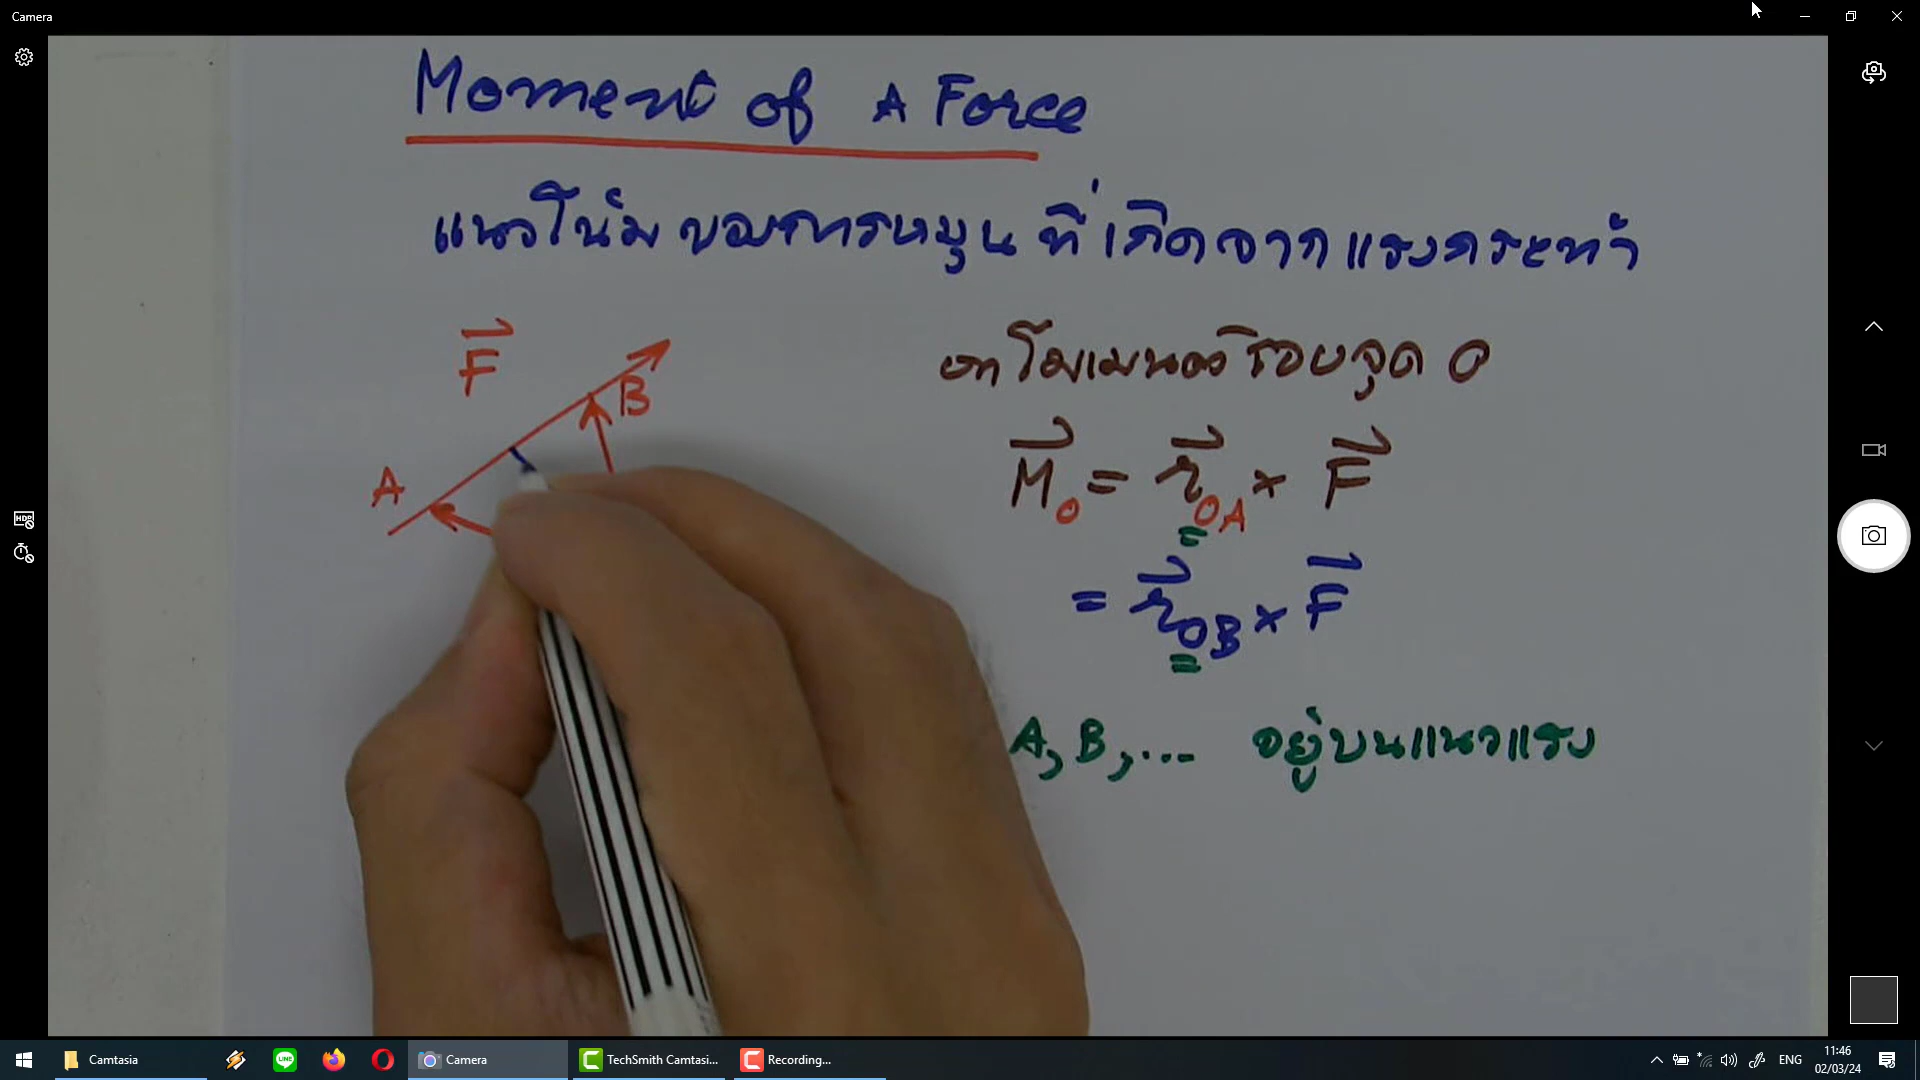 Camera
Moment of A Force
แนวโน้มของการหมุนที่เกิดจากแรงกระทำ
F
B
A
หาโมเมนต์รอบจุด O
M O = r OA × F
= r OB × F
A, B, ... อยู่บนแนวแรง
Camtasia
LINE
Camera
TechSmith Camtasi...
Recording...
ENG
11:46
02/03/24